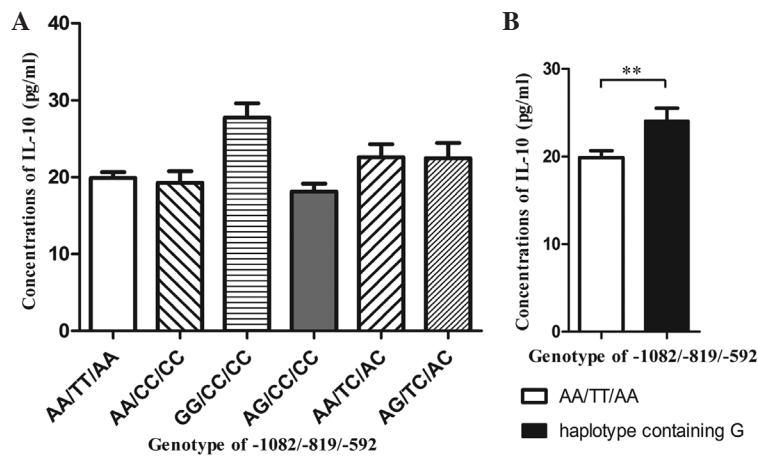 A
Concentrations of IL-10 (pg/ml)
40
30
20
10
0
AA/TT/AA
AA/CC/CC
GG/CC/CC
AG/CC/CC
AA/TC/AC
AG/TC/AC
Genotype of -1082/-819/-592
B
Concentrations of IL-10 (pg/ml)
30
20
10
0
**
Genotype of -1082/-819/-592
AA/TT/AA
haplotype containing G